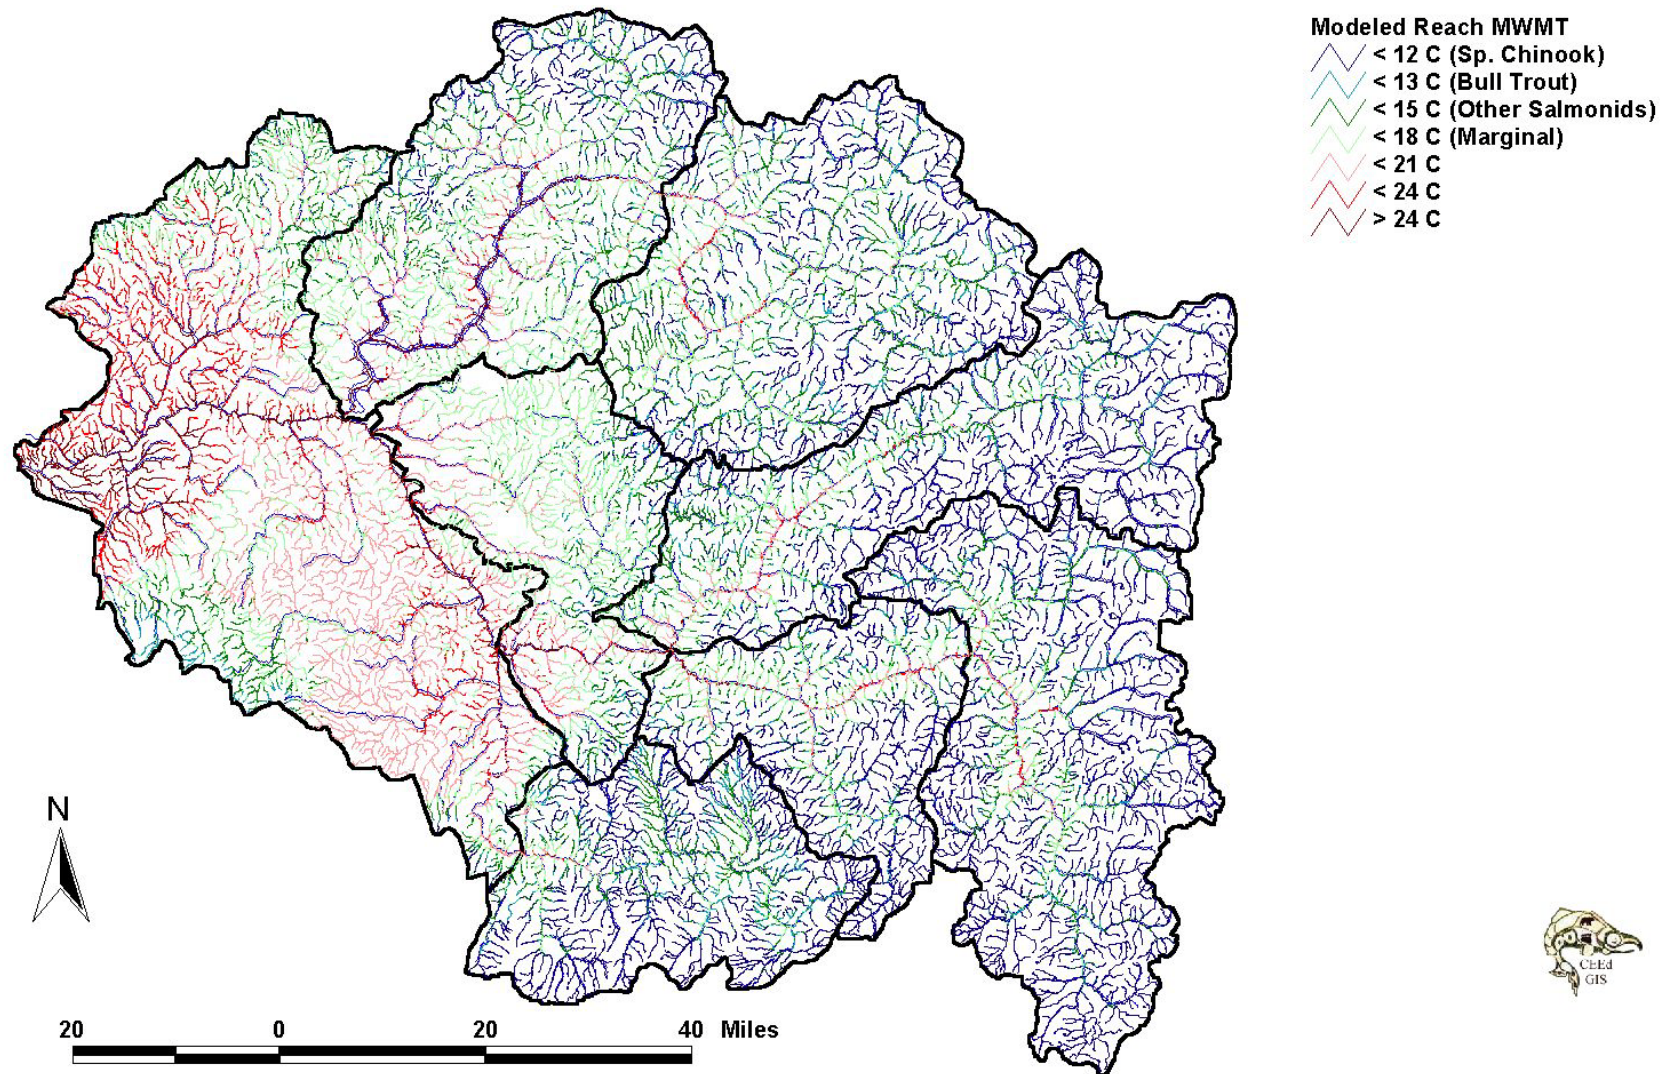 Modeled Reach MWMT
< 12 C (Sp. Chinook)
< 13 C (Bull Trout)
< 15 C (Other Salmonids)
< 18 C (Marginal)
< 21 C
< 24 C
> 24 C
N
CEEd
GIS
20 0 20 40 Miles